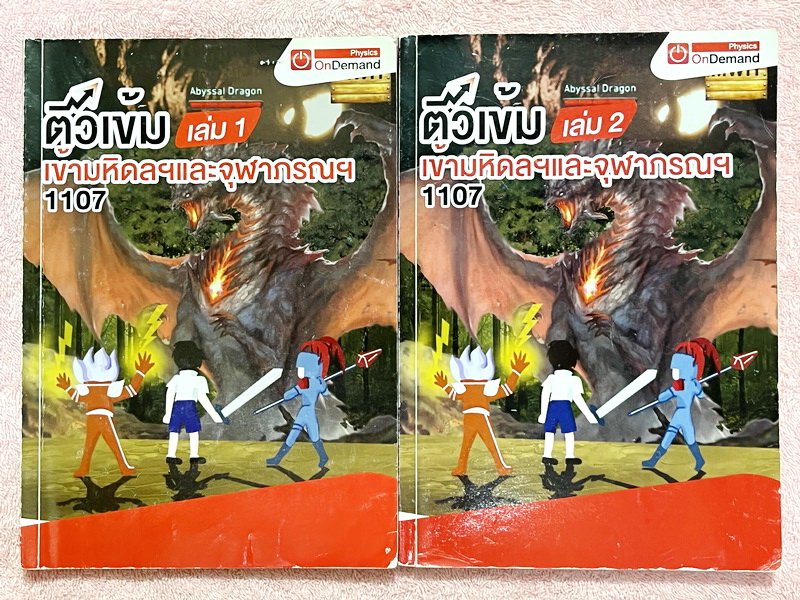 Physics
OnDemand
Abyssal Dragon
ติวเข้ม เล่ม 1
เข้ามหิดลฯและจุฬาภรณฯ
1107
Physics
OnDemand
Abyssal Dragon
ติวเข้ม เล่ม 2
เข้ามหิดลฯและจุฬาภรณฯ
1107